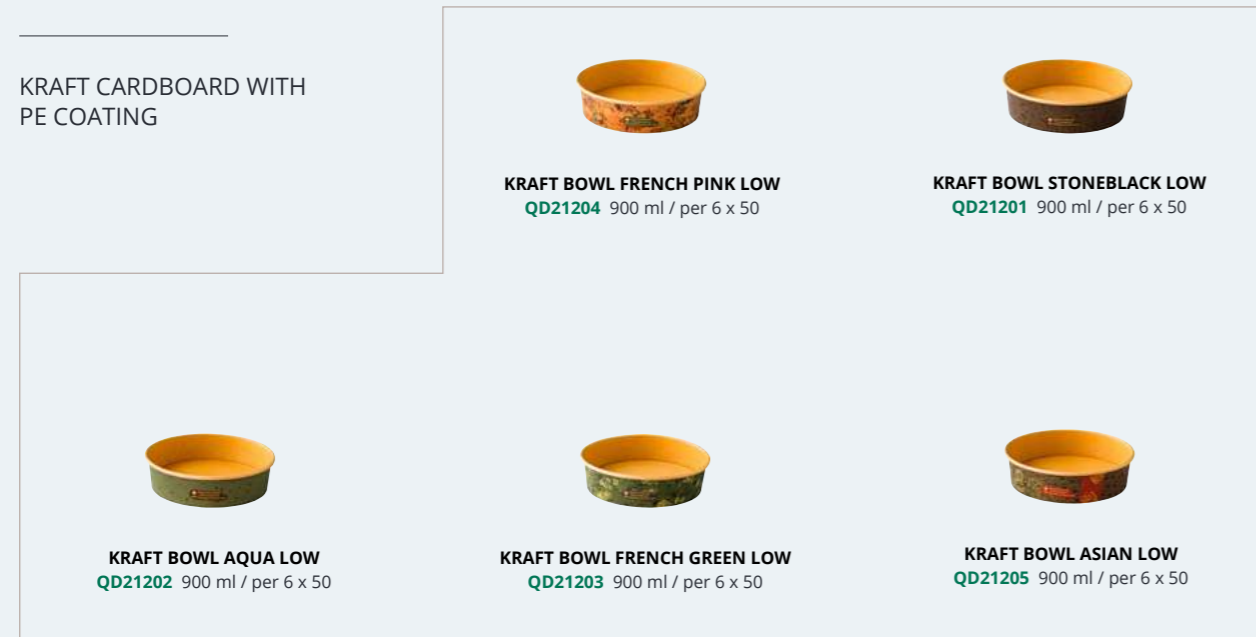 KRAFT CARDBOARD WITH
PE COATING
KRAFT BOWL FRENCH PINK LOW
QD21204 900 ml / per 6 x 50
KRAFT BOWL STONEBLACK LOW
QD21201 900 ml / per 6 x 50
KRAFT BOWL AQUA LOW
QD21202 900 ml / per 6 x 50
KRAFT BOWL FRENCH GREEN LOW
QD21203 900 ml / per 6 x 50
KRAFT BOWL ASIAN LOW
QD21205 900 ml / per 6 x 50